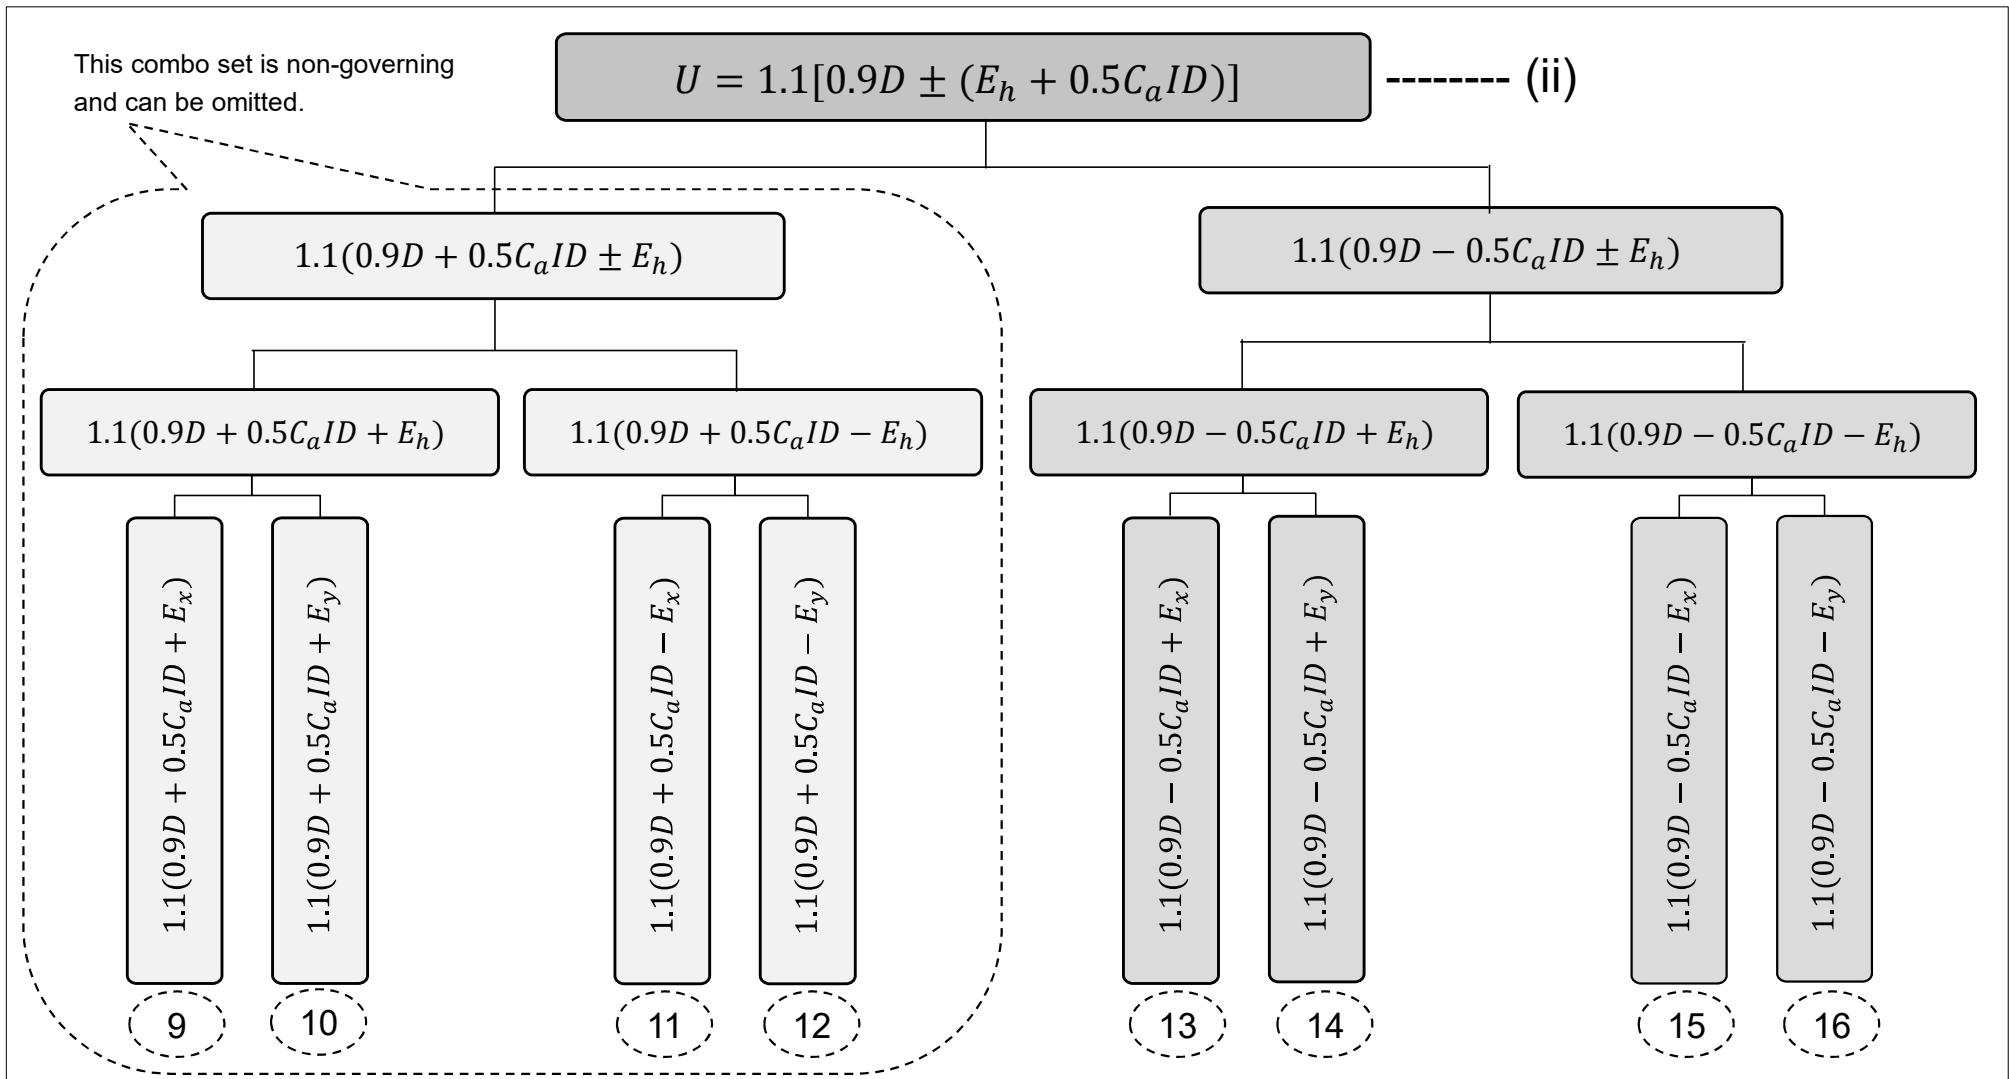 This combo set is non-governing
and can be omitted.
U = 1.1[0.9D ± (E_h + 0.5C_aID)]
-------- (ii)
1.1(0.9D + 0.5C_aID ± E_h)
1.1(0.9D − 0.5C_aID ± E_h)
1.1(0.9D + 0.5C_aID + E_h)
1.1(0.9D + 0.5C_aID − E_h)
1.1(0.9D − 0.5C_aID + E_h)
1.1(0.9D − 0.5C_aID − E_h)
1.1(0.9D + 0.5C_aID + E_x)
1.1(0.9D + 0.5C_aID + E_y)
1.1(0.9D + 0.5C_aID − E_x)
1.1(0.9D + 0.5C_aID − E_y)
1.1(0.9D − 0.5C_aID + E_x)
1.1(0.9D − 0.5C_aID + E_y)
1.1(0.9D − 0.5C_aID − E_x)
1.1(0.9D − 0.5C_aID − E_y)
9
10
11
12
13
14
15
16